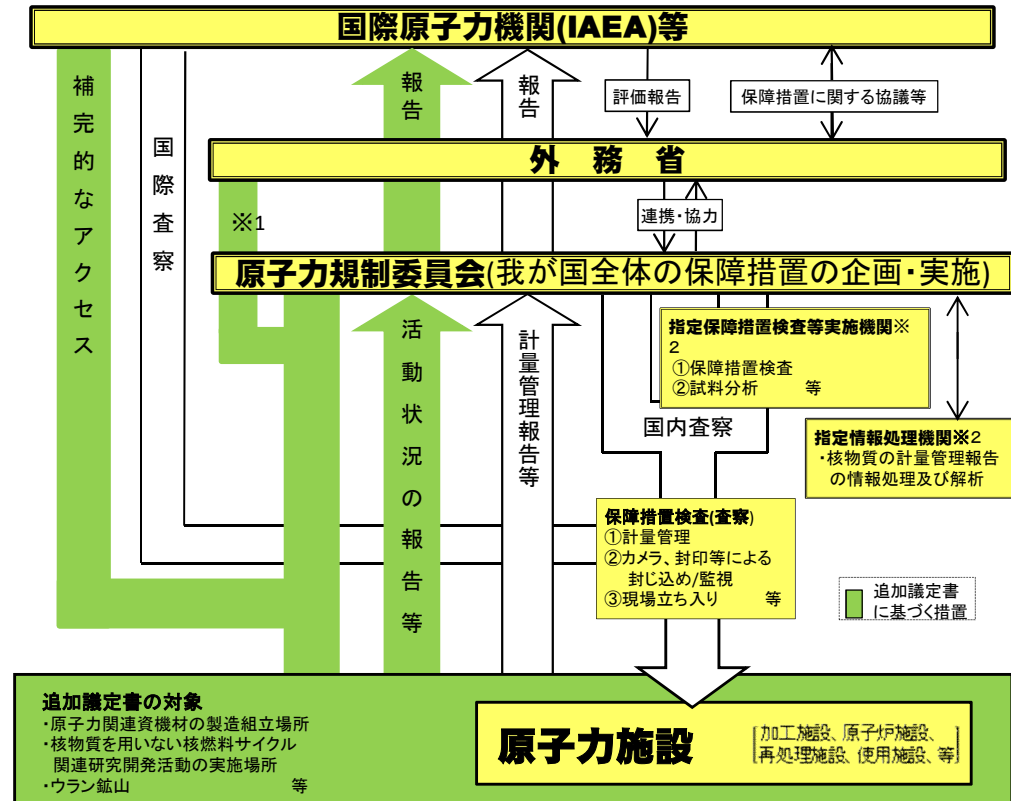 国際原子力機関(IAEA)等
補完的なアクセス
国際査察
報告
報告
評価報告
保障措置に関する協議等
外 務 省
※1
連携・協力
原子力規制委員会(我が国全体の保障措置の企画・実施)
活動状況の報告等
計量管理報告等
指定保障措置検査等実施機関※
2
①保障措置検査
②試料分析 等
国内査察
指定情報処理機関※2
・核物質の計量管理報告
の情報処理及び解析
保障措置検査(査察)
①計量管理
②カメラ、封印等による
封じ込め/監視
③現場立ち入り 等
追加議定書
に基づく措置
追加議定書の対象
・原子力関連資機材の製造組立場所
・核物質を用いない核燃料サイクル
関連研究開発活動の実施場所
・ウラン鉱山 等
原子力施設
加工施設、原子炉施設、
再処理施設、使用施設、等